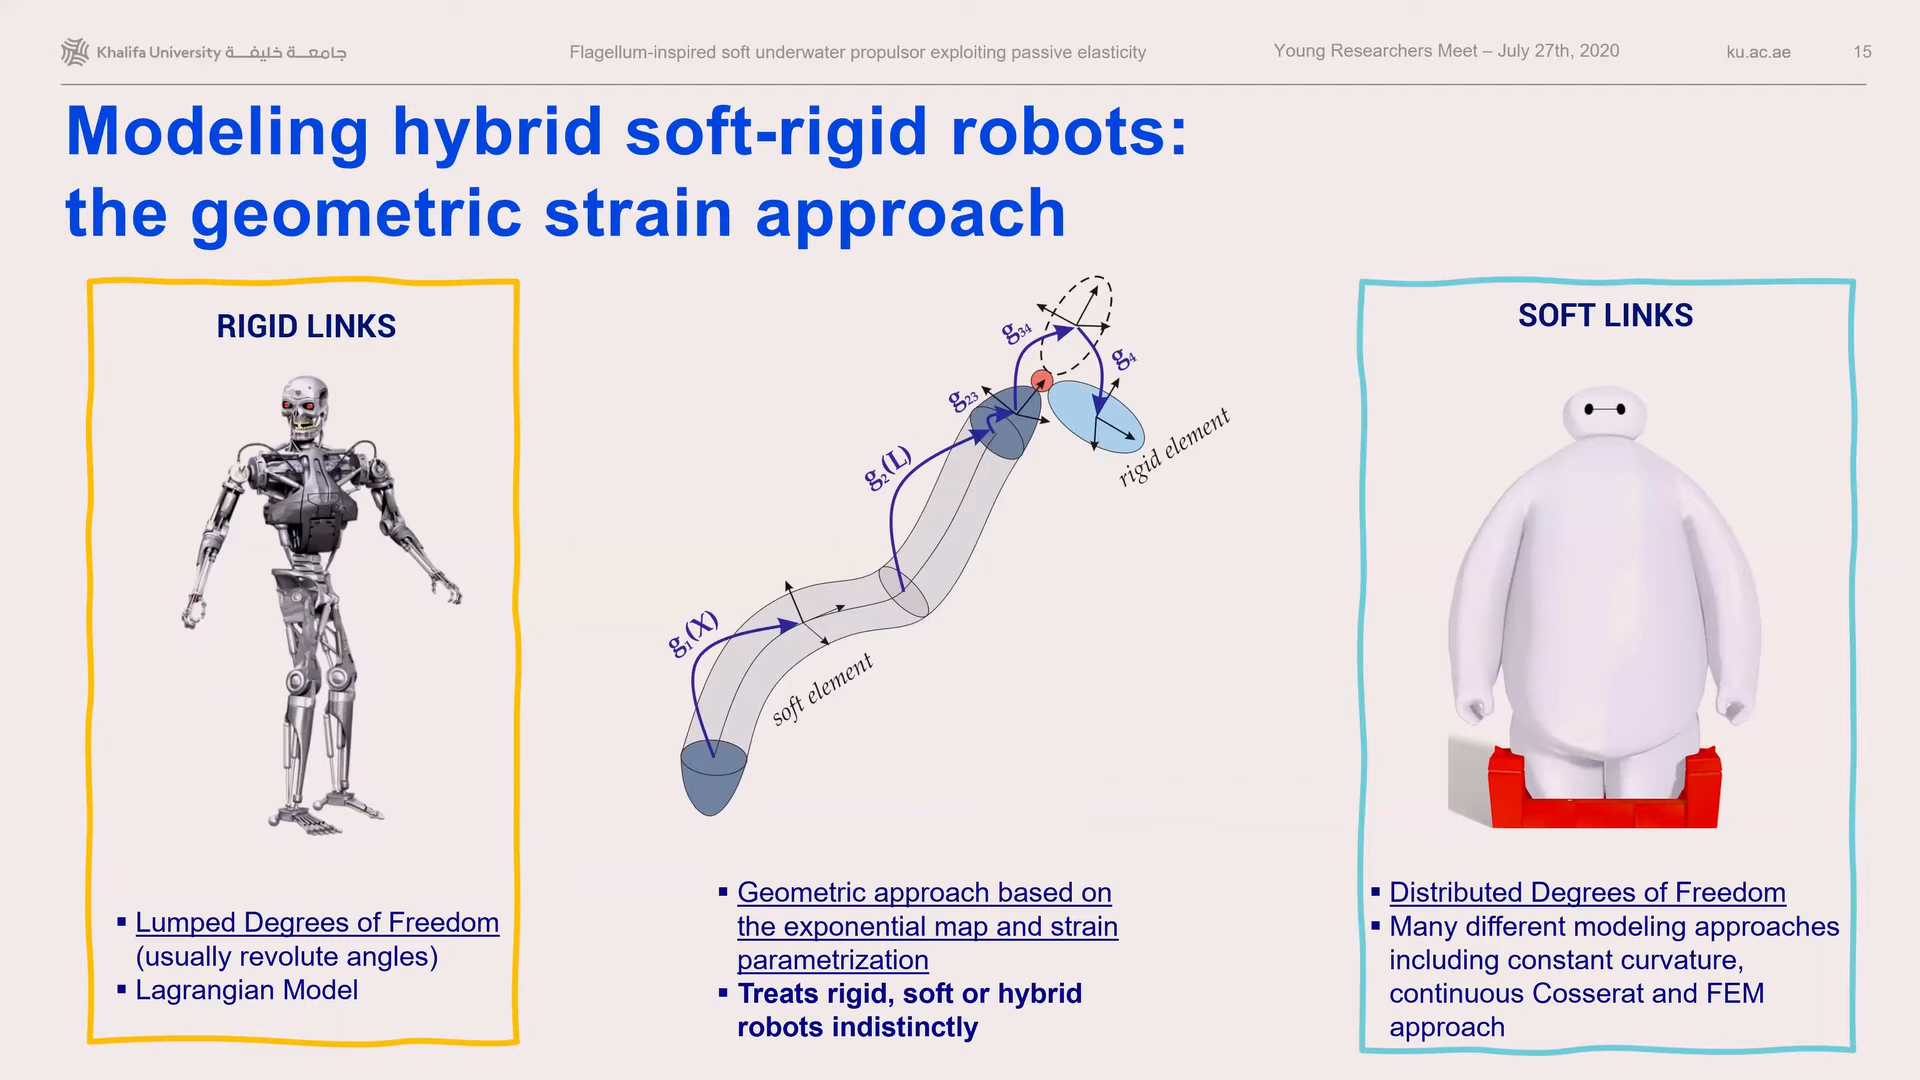 Khalifa University جامعة خليفة
Flagellum-inspired soft underwater propulsor exploiting passive elasticity
Young Researchers Meet – July 27th, 2020
ku.ac.ae
15
Modeling hybrid soft-rigid robots:
the geometric strain approach
RIGID LINKS
▪ Lumped Degrees of Freedom
(usually revolute angles)
▪ Lagrangian Model
g₃₄
g₄
g₂₃
g₂(L)
rigid element
g₁(X)
soft element
▪ Geometric approach based on
the exponential map and strain
parametrization
▪ Treats rigid, soft or hybrid
robots indistinctly
SOFT LINKS
▪ Distributed Degrees of Freedom
▪ Many different modeling approaches
including constant curvature,
continuous Cosserat and FEM
approach